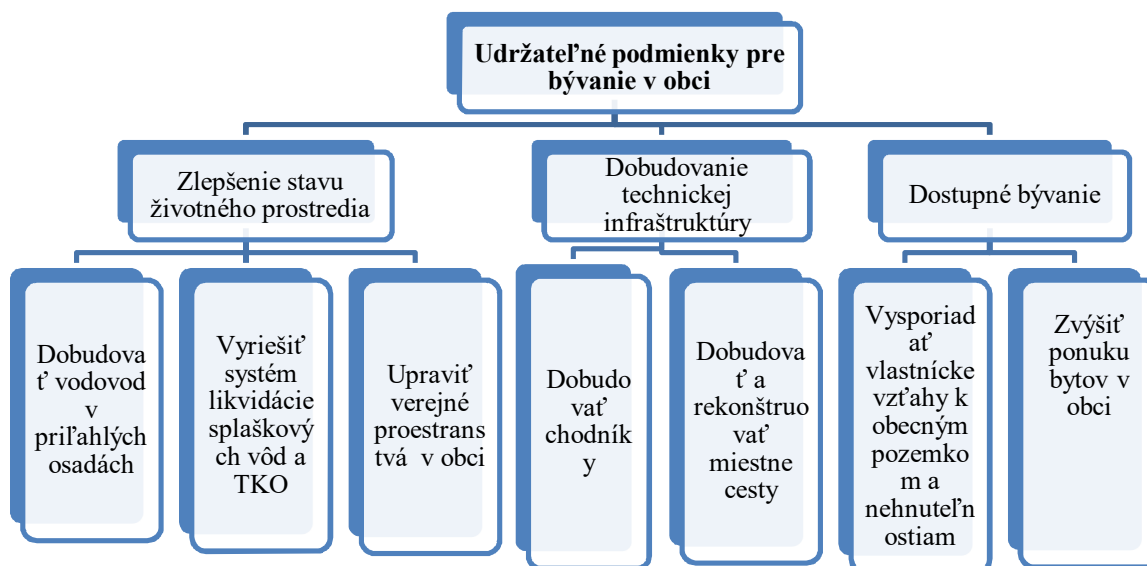 Udržateľné podmienky pre
bývanie v obci
Zlepšenie stavu
životného prostredia
Dobudovanie
technickej
infraštruktúry
Dostupné bývanie
Dobudova
ť vodovod
v
priľahlých
osadách
Vyriešiť
systém
likvidácie
splaškový
ch vôd a
TKO
Upraviť
verejné
proestrans
tvá v obci
Dobudo
vať
chodník
y
Dobudova
ť a
rekonštruo
vať
miestne
cesty
Vysporiad
ať
vlastnícke
vzťahy k
obecným
pozemko
m a
nehnuteľn
ostiam
Zvýšiť
ponuku
bytov v
obci